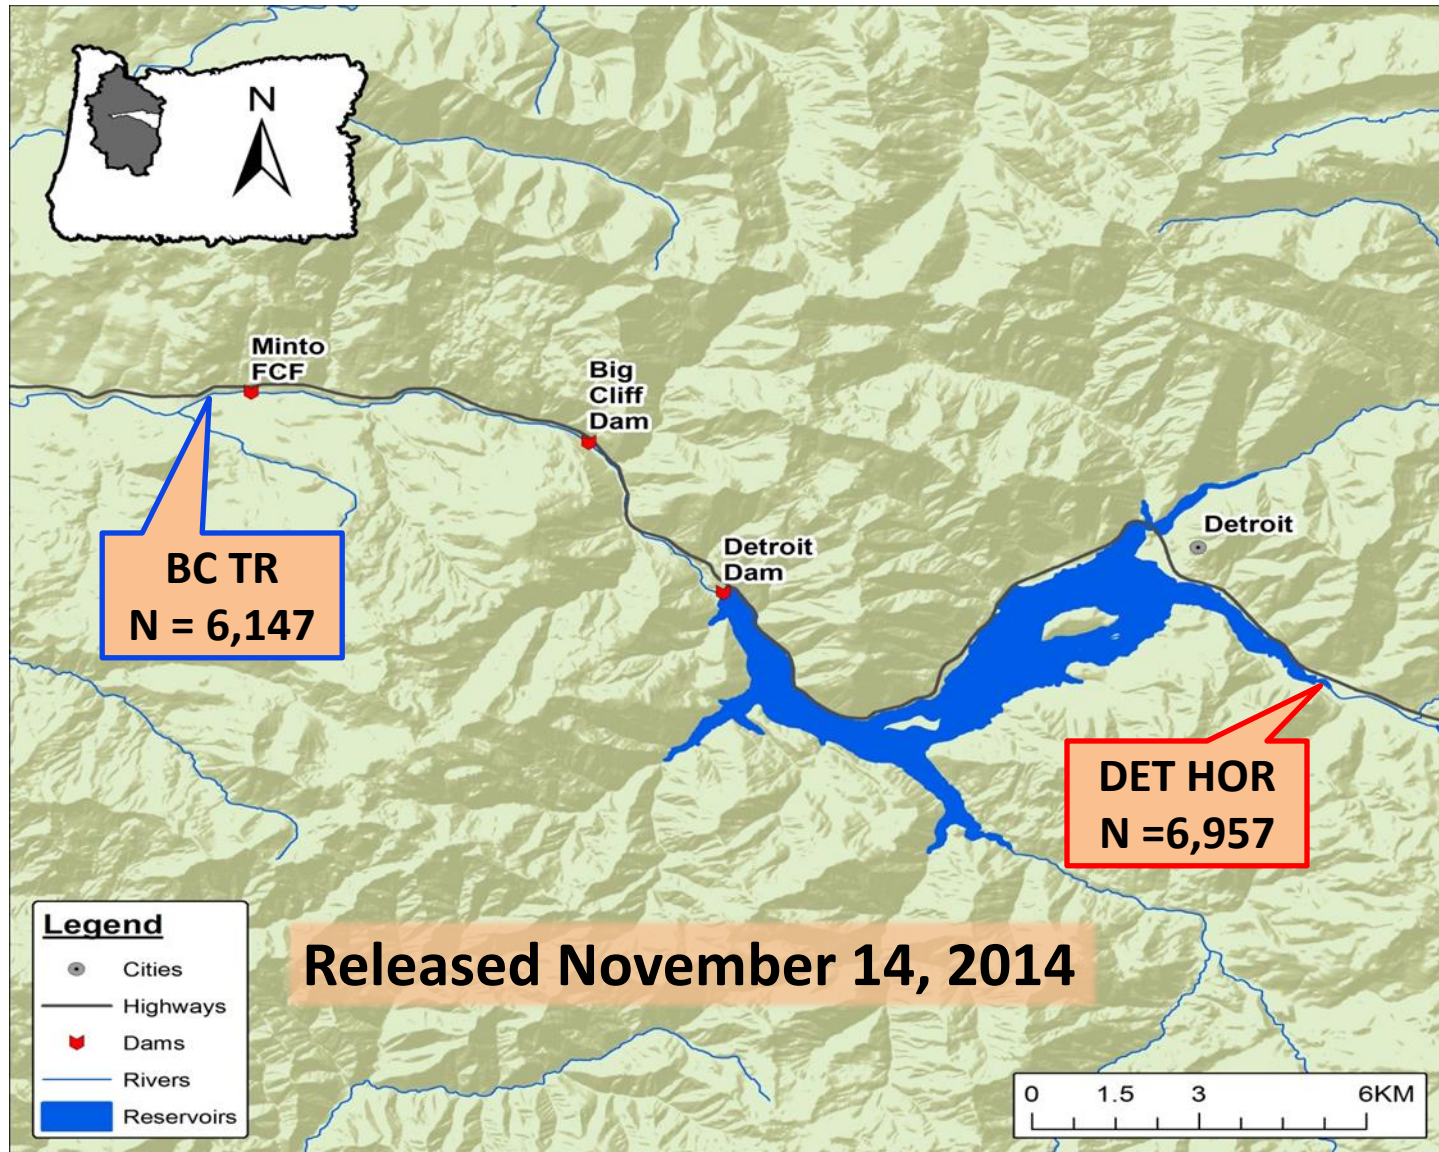 N
Minto
FCF
Big
Cliff
Dam
BC TR
N = 6,147
Detroit
Dam
Detroit
DET HOR
N =6,957
Released November 14, 2014
Legend
Cities
Highways
Dams
Rivers
Reservoirs
0 1.5 3 6KM